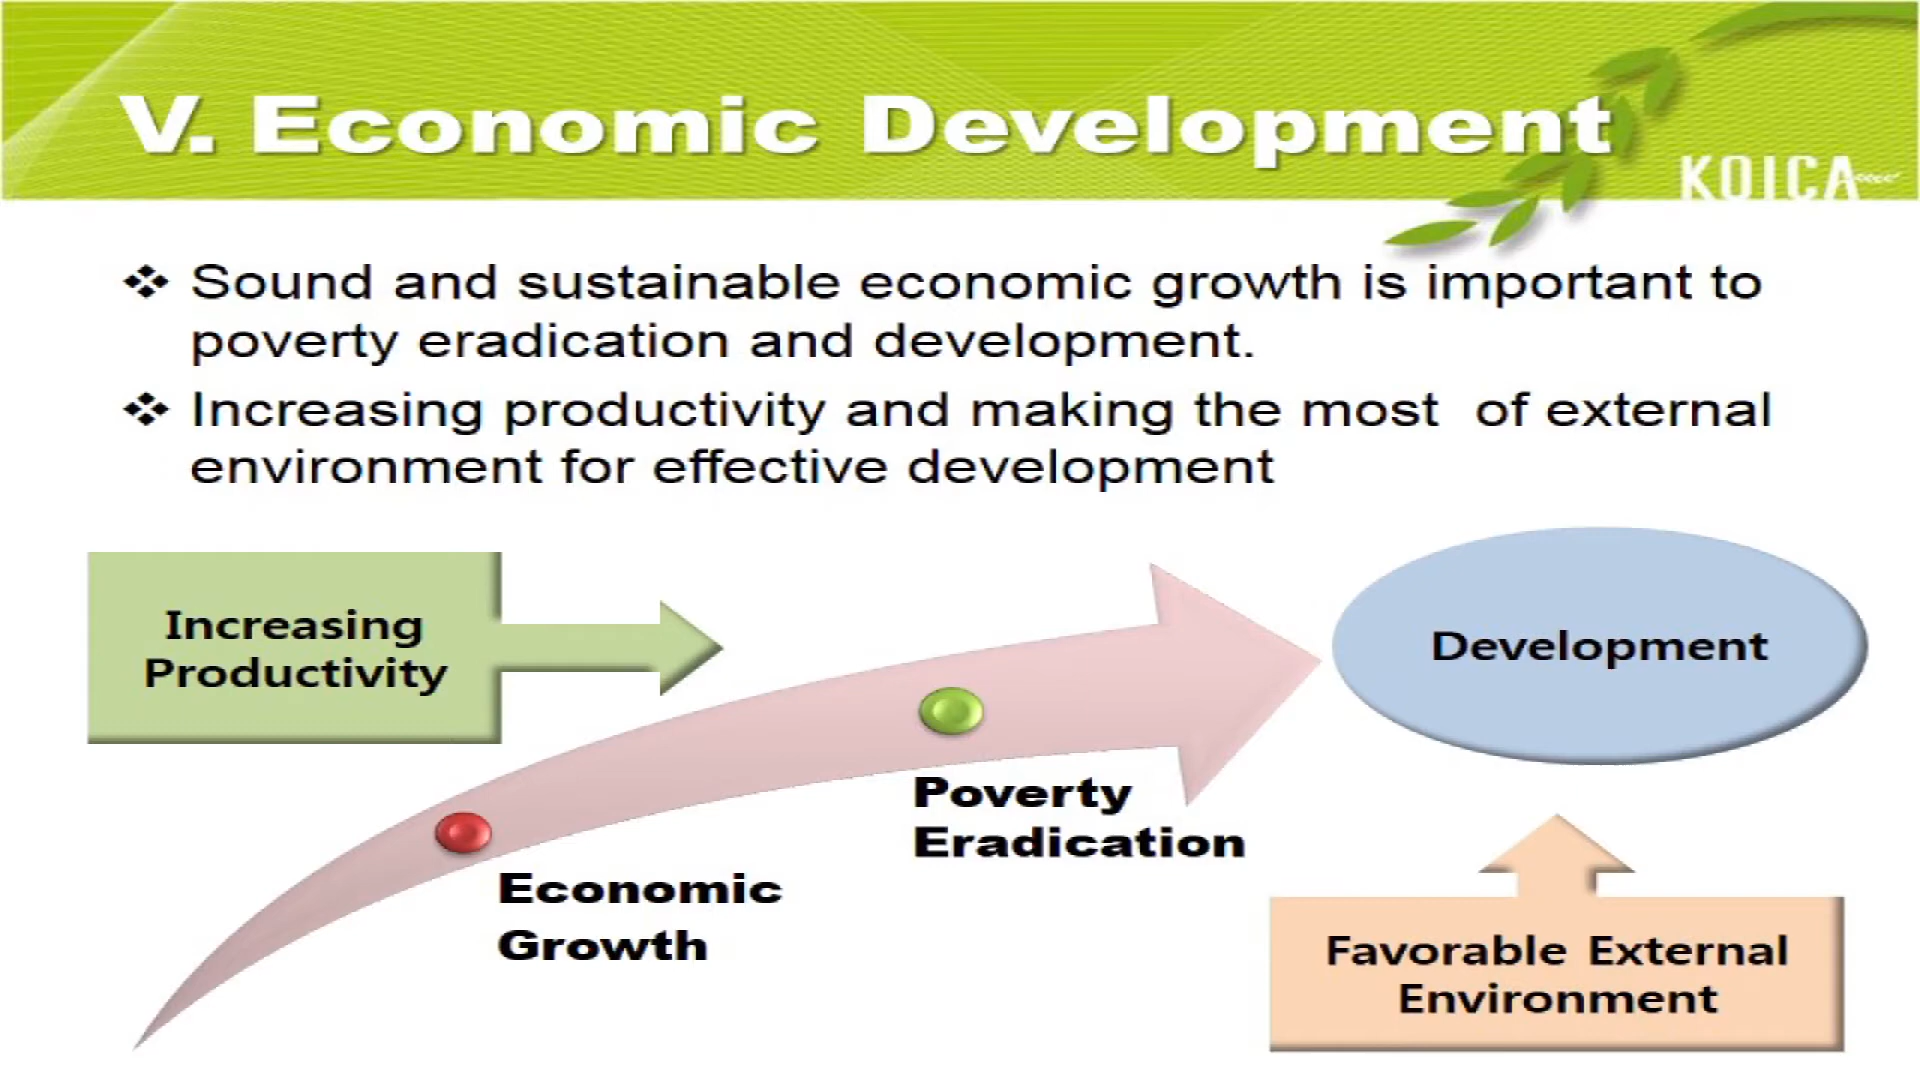 V. Economic Development
KOICA
❖ Sound and sustainable economic growth is important to
poverty eradication and development.
❖ Increasing productivity and making the most of external
environment for effective development
Increasing
Productivity
Development
Poverty
Eradication
Economic
Growth
Favorable External
Environment